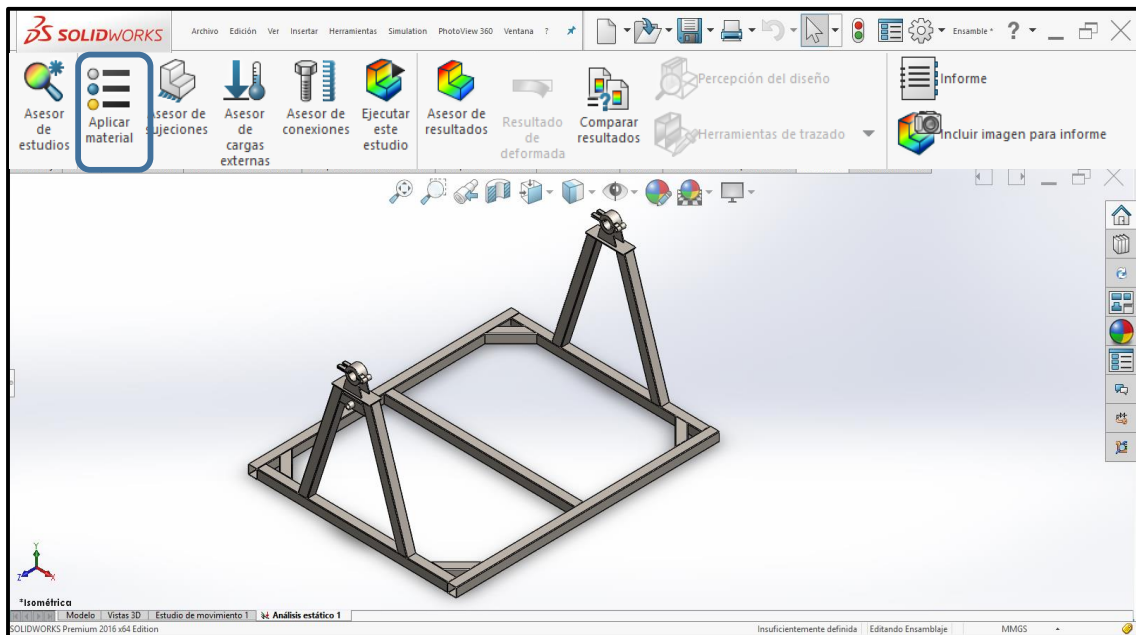 SOLIDWORKS
Archivo Edición Ver Insertar Herramientas Simulation PhotoView 360 Ventana ?
Ensamble *
?
Asesor
de
estudios
Aplicar
material
Asesor de
sujeciones
Asesor
de
cargas
externas
Asesor de
conexiones
Ejecutar
este
estudio
Asesor de
resultados
Resultado
de
deformada
Comparar
resultados
Percepción del diseño
Herramientas de trazado
Informe
Incluir imagen para informe
Y
Z
X
*Isométrica
Modelo Vistas 3D Estudio de movimiento 1 Análisis estático 1
SOLIDWORKS Premium 2016 x64 Edition Insuficientemente definida Editando Ensamblaje MMGS